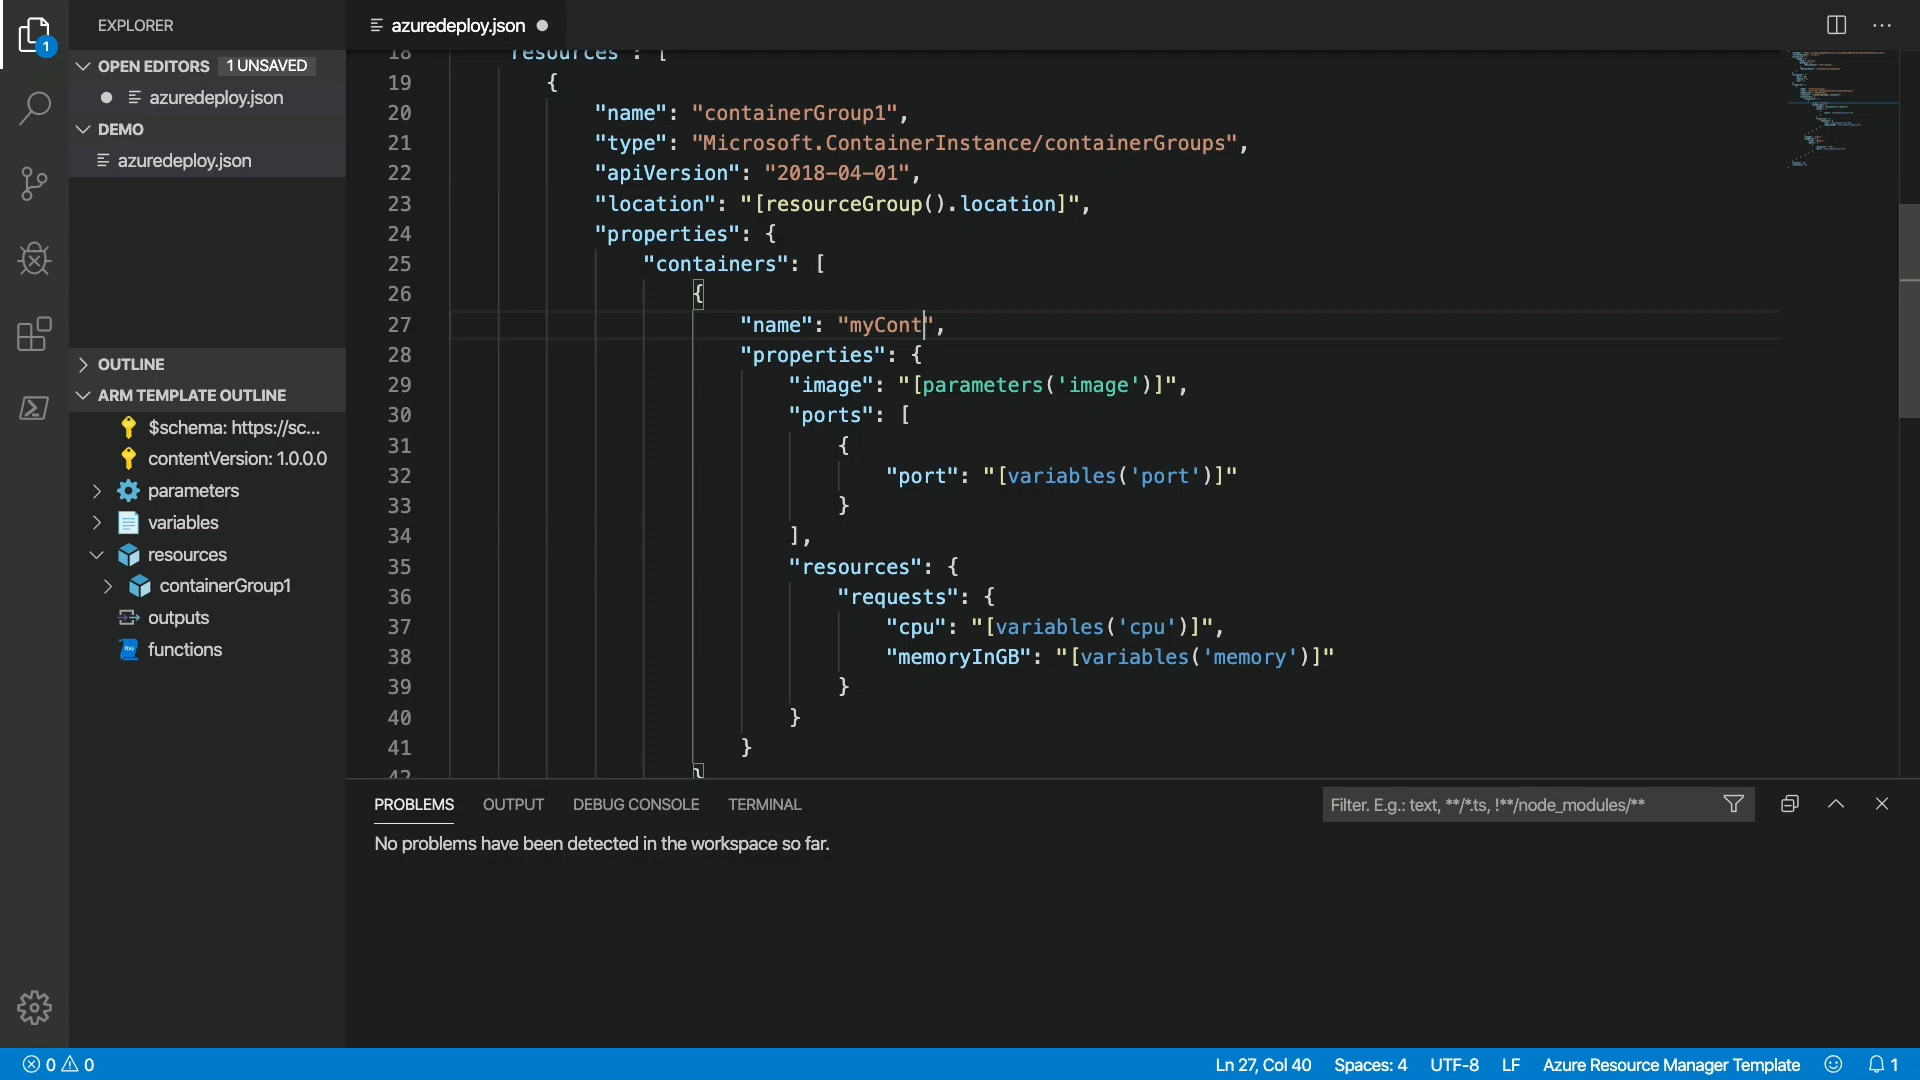 1
EXPLORER
OPEN EDITORS 1 UNSAVED
azuredeploy.json
DEMO
azuredeploy.json
OUTLINE
ARM TEMPLATE OUTLINE
$schema: https://sc...
contentVersion: 1.0.0.0
parameters
variables
resources
containerGroup1
outputs
functions
azuredeploy.json
18 resources : [
19 {
20 "name": "containerGroup1",
21 "type": "Microsoft.ContainerInstance/containerGroups",
22 "apiVersion": "2018-04-01",
23 "location": "[resourceGroup().location]",
24 "properties": {
25 "containers": [
26 {
27 "name": "myCont",
28 "properties": {
29 "image": "[parameters('image')]",
30 "ports": [
31 {
32 "port": "[variables('port')]"
33 }
34 ],
35 "resources": {
36 "requests": {
37 "cpu": "[variables('cpu')]",
38 "memoryInGB": "[variables('memory')]"
39 }
40 }
41 }
42 }
PROBLEMS OUTPUT DEBUG CONSOLE TERMINAL Filter. E.g.: text, **/*.ts, !**/node_modules/**
No problems have been detected in the workspace so far.
0 0 Ln 27, Col 40 Spaces: 4 UTF-8 LF Azure Resource Manager Template 1